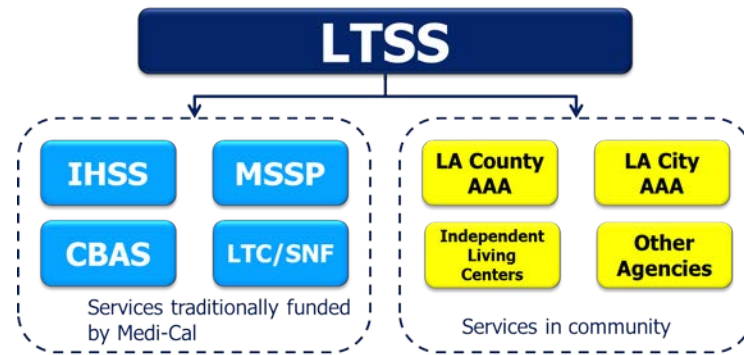 LTSS
IHSS
MSSP
CBAS
LTC/SNF
Services traditionally funded
by Medi-Cal
LA County
AAA
LA City
AAA
Independent
Living
Centers
Other
Agencies
Services in community